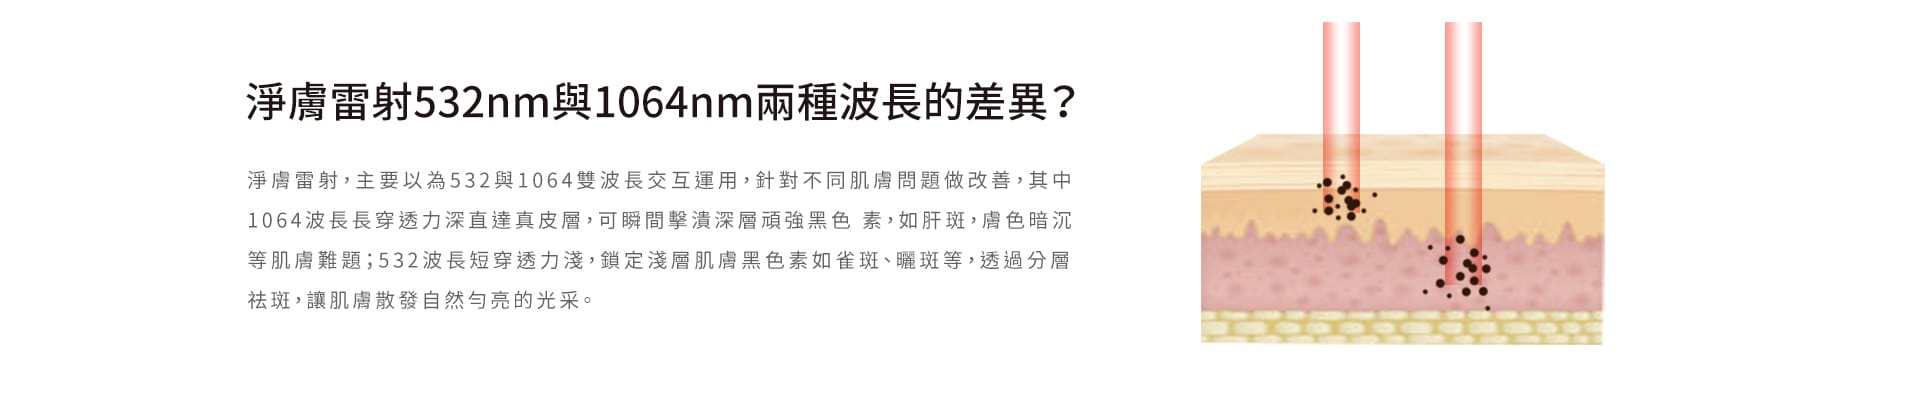 淨膚雷射532nm與1064nm兩種波長的差異？
淨膚雷射，主要以為532與1064雙波長交互運用，針對不同肌膚問題做改善，其中
1064波長長穿透力深直達真皮層，可瞬間擊潰深層頑強黑色 素，如肝斑，膚色暗沉
等肌膚難題；532波長短穿透力淺，鎖定淺層肌膚黑色素如雀斑、曬斑等，透過分層
祛斑，讓肌膚散發自然勻亮的光采。